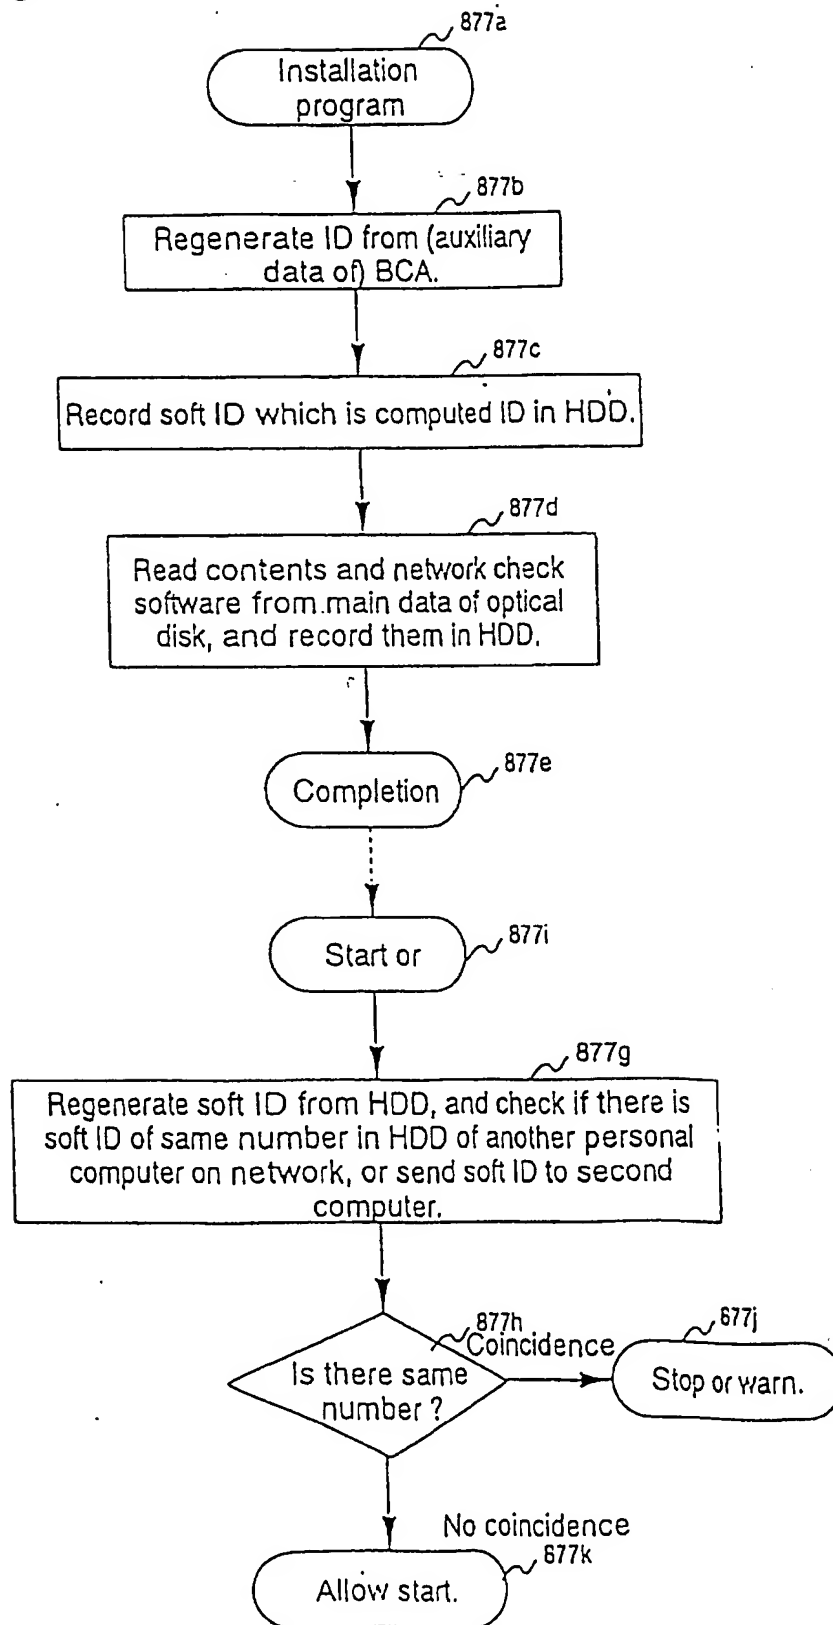 877a
Installation
program
877b
Regenerate ID from (auxiliary
data of) BCA.
877c
Record soft ID which is computed ID in HDD.
877d
Read contents and network check
software from main data of optical
disk, and record them in HDD.
877e
Completion
877i
Start or
877g
Regenerate soft ID from HDD, and check if there is
soft ID of same number in HDD of another personal
computer on network, or send soft ID to second
computer.
877h
Coincidence
877j
Is there same
number ?
Stop or warn.
No coincidence
877k
Allow start.